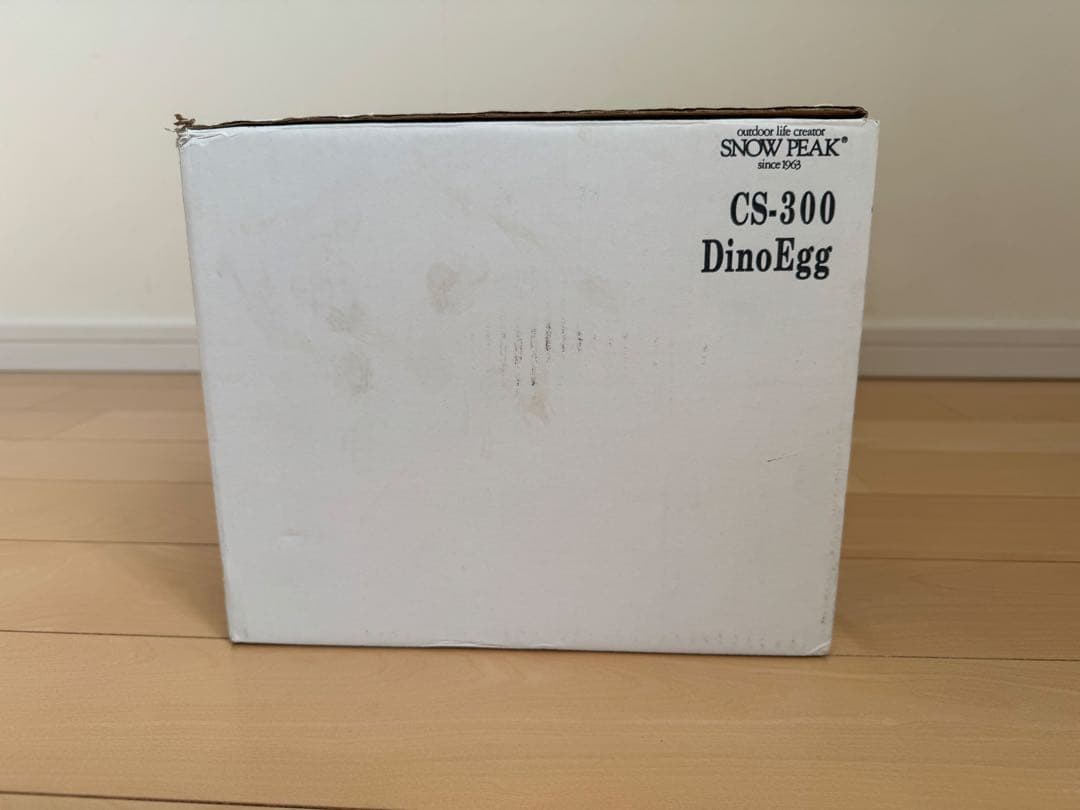 outdoor life creator
SNOW PEAK®
since 1963
CS-300
DinoEgg